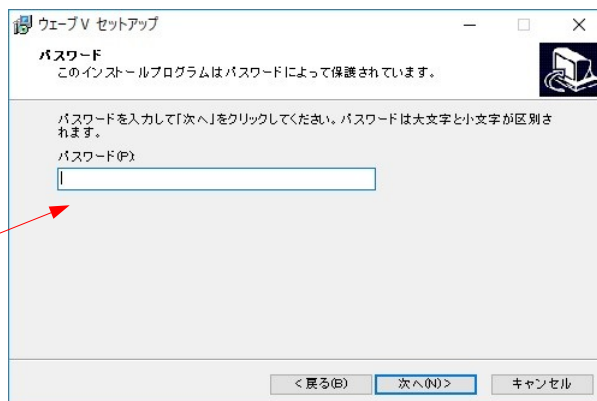 ウェーブV セットアップ
パスワード
このインストールプログラムはパスワードによって保護されています。
パスワードを入力して「次へ」をクリックしてください。パスワードは大文字と小文字が区別さ
れます。
パスワード(P):
< 戻る(B)
次へ(N) >
キャンセル